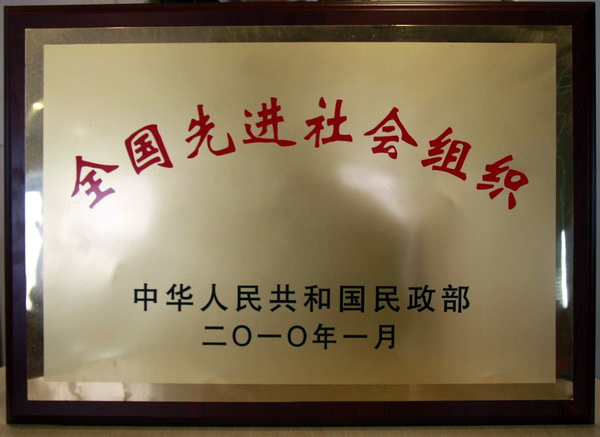 全国先进社会组织
中华人民共和国民政部
二〇一〇年一月